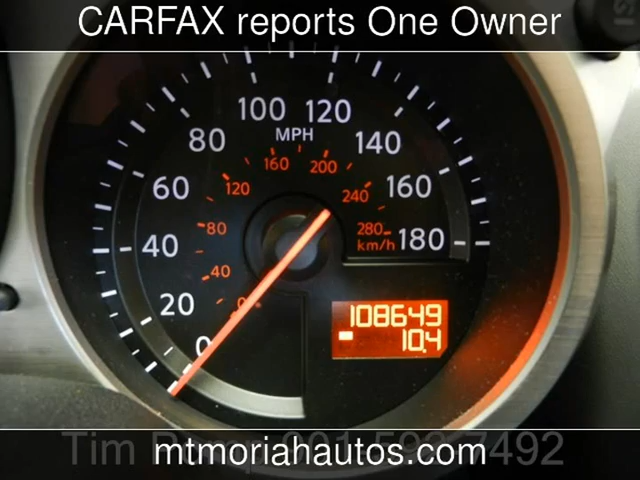 CARFAX reports One Owner
100 120
80 MPH 140
160 200
60 120 240 160
80 280 180
40 km/h
40
20 0 108649
0 10.4
Tim
mtmoriahautos.com
7492